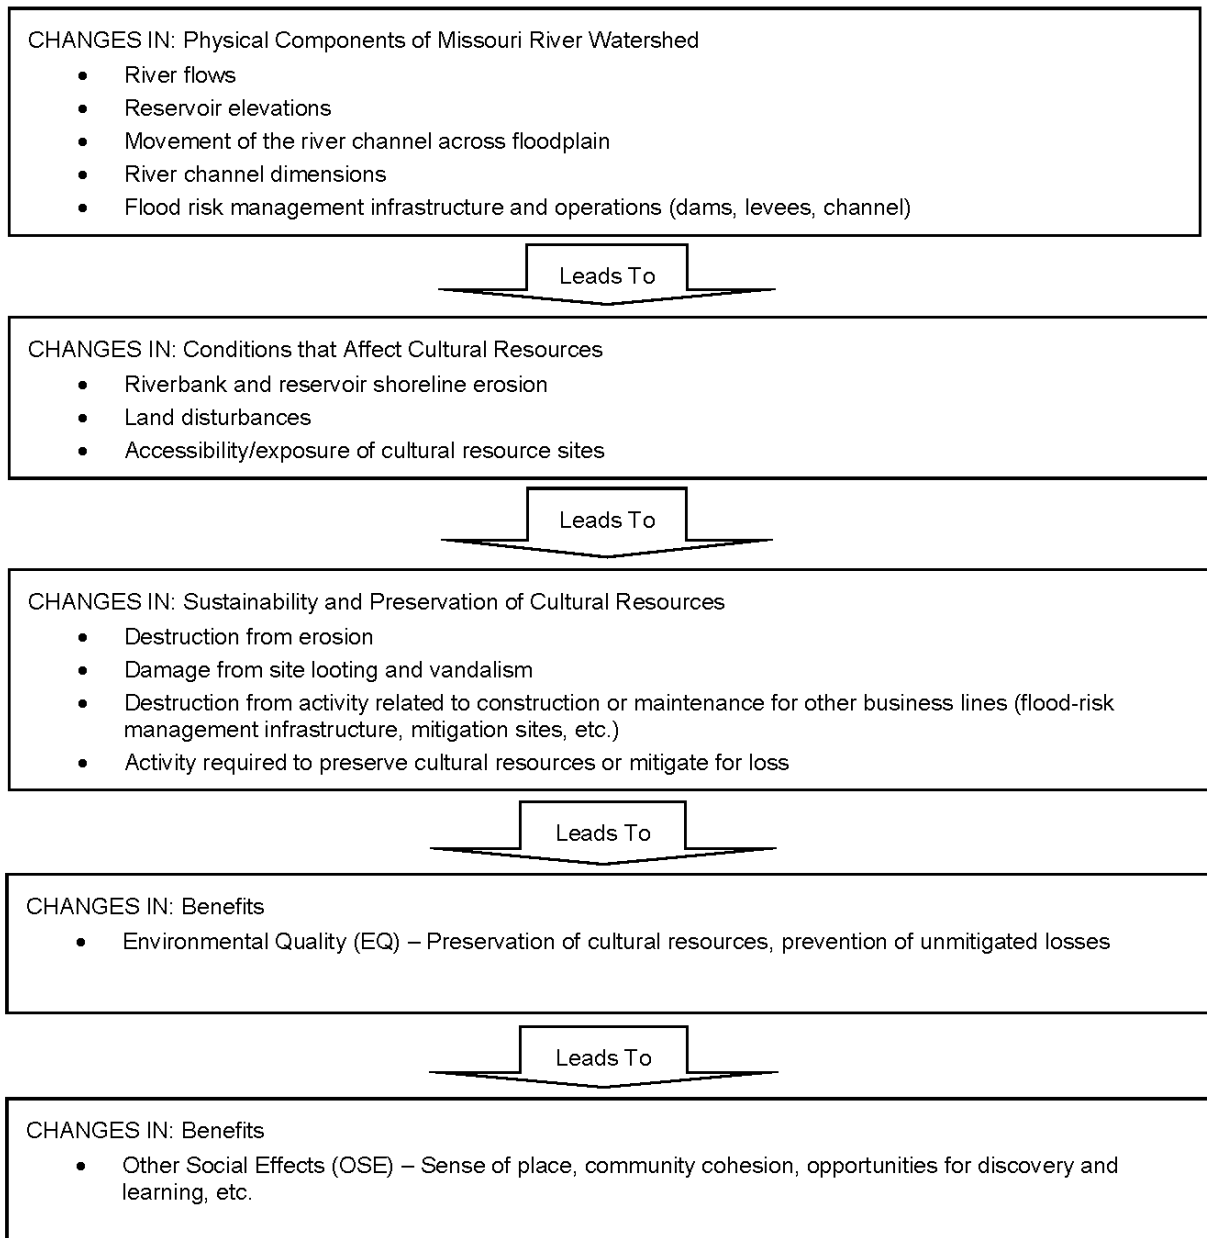 CHANGES IN: Physical Components of Missouri River Watershed
• River flows
• Reservoir elevations
• Movement of the river channel across floodplain
• River channel dimensions
• Flood risk management infrastructure and operations (dams, levees, channel)
Leads To
CHANGES IN: Conditions that Affect Cultural Resources
• Riverbank and reservoir shoreline erosion
• Land disturbances
• Accessibility/exposure of cultural resource sites
Leads To
CHANGES IN: Sustainability and Preservation of Cultural Resources
• Destruction from erosion
• Damage from site looting and vandalism
• Destruction from activity related to construction or maintenance for other business lines (flood-risk
management infrastructure, mitigation sites, etc.)
• Activity required to preserve cultural resources or mitigate for loss
Leads To
CHANGES IN: Benefits
• Environmental Quality (EQ) – Preservation of cultural resources, prevention of unmitigated losses
Leads To
CHANGES IN: Benefits
• Other Social Effects (OSE) – Sense of place, community cohesion, opportunities for discovery and
learning, etc.